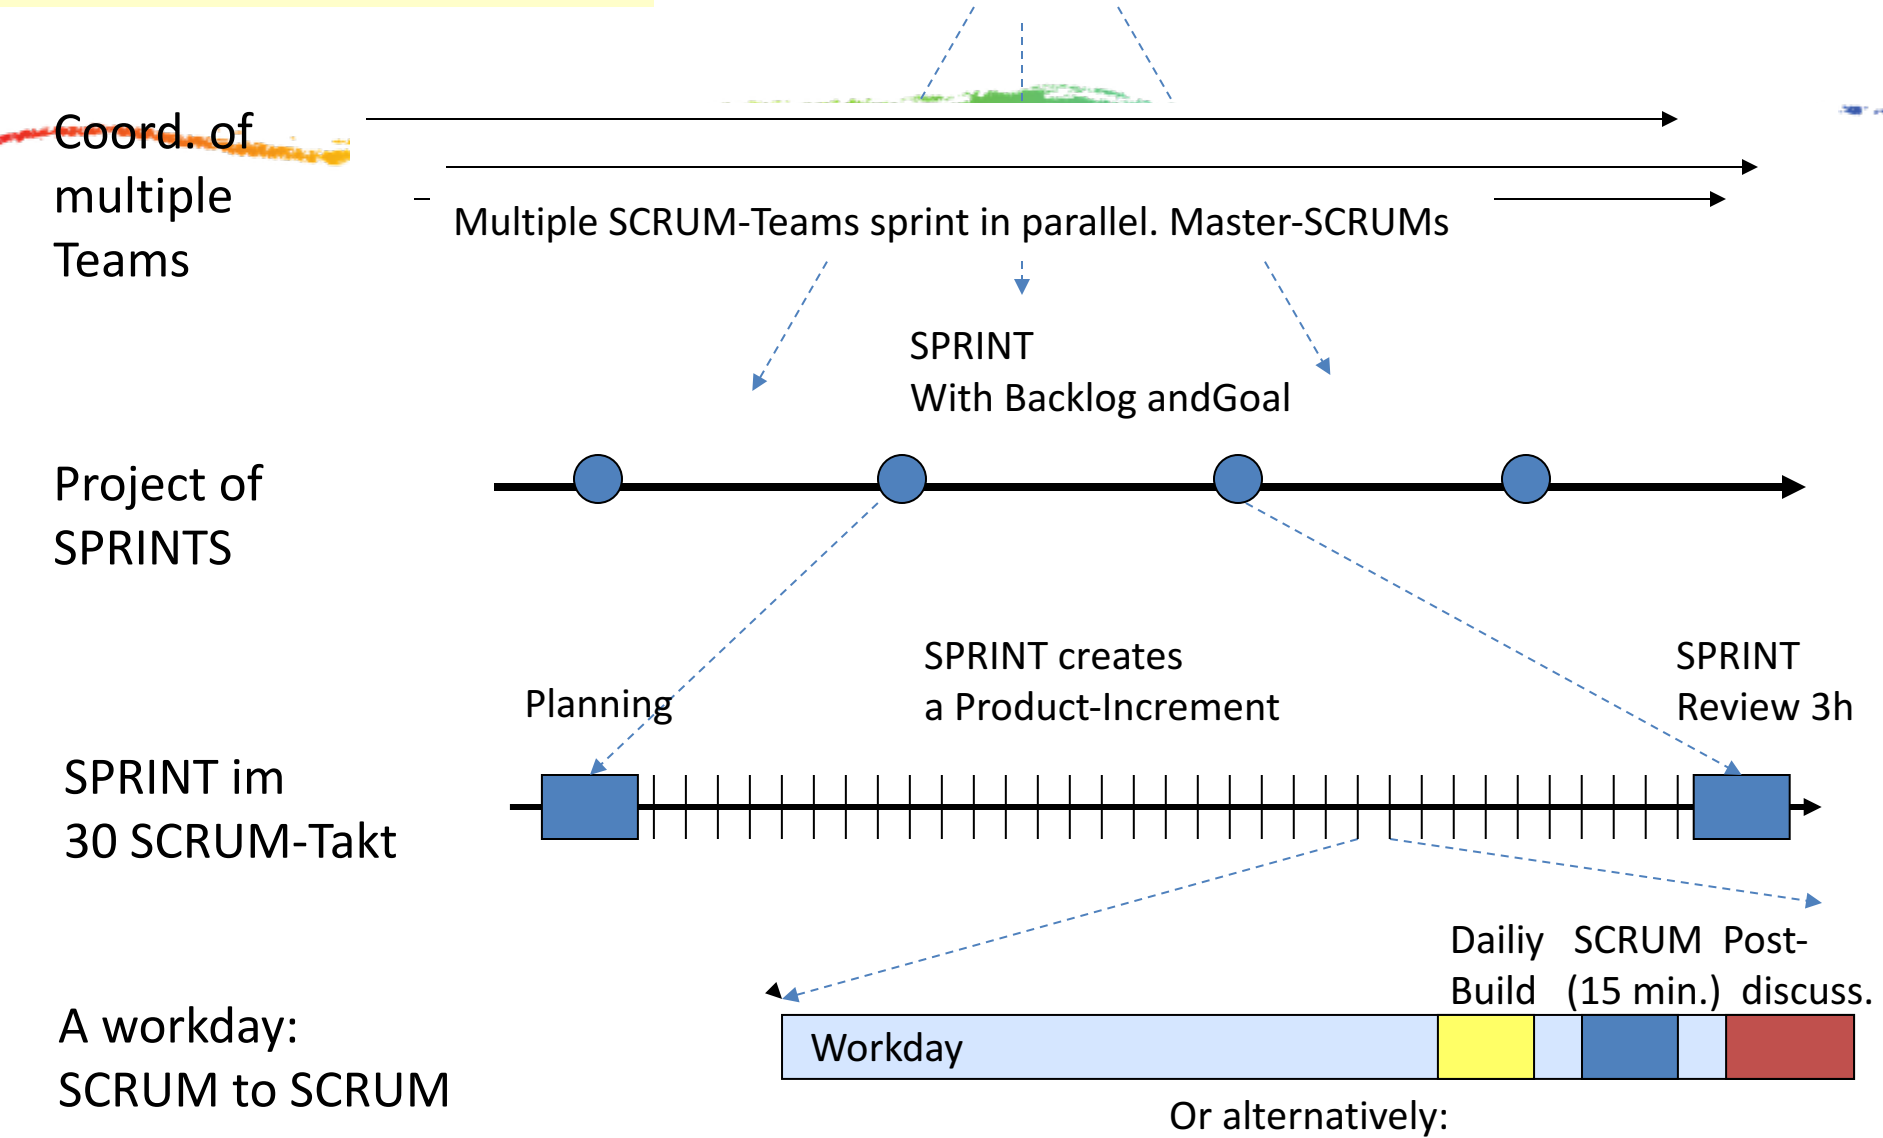 Coord. of
multiple
Teams
Multiple SCRUM-Teams sprint in parallel. Master-SCRUMs
SPRINT
With Backlog andGoal
Project of
SPRINTS
Planning
SPRINT creates
a Product-Increment
SPRINT
Review 3h
SPRINT im
30 SCRUM-Takt
Dailiy SCRUM Post-
Build (15 min.) discuss.
A workday:
SCRUM to SCRUM
Workday
Or alternatively: